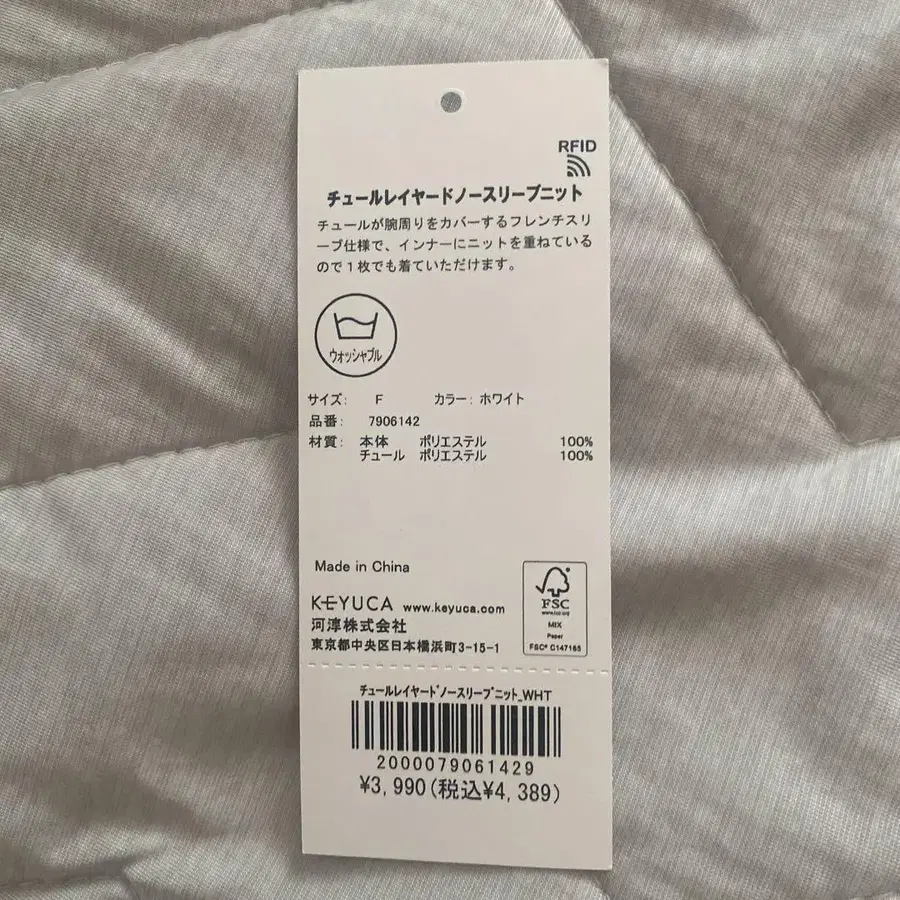 RFID
チュールレイヤードノースリーブニット
チュールが腕周りをカバーするフレンチスリ
ーブ仕様で、インナーにニットを重ねている
ので1枚でも着ていただけます。
ウォッシャブル
サイズ: F カラー: ホワイト
品番: 7906142
材質: 本体 ポリエステル 100%
チュール ポリエステル 100%
Made in China
KEYUCA www.keyuca.com
河淳株式会社
東京都中央区日本橋浜町3-15-1
FSC
www.fsc.org
MIX
Paper
FSC® C147165
チュールレイヤードノースリーブニット_WHT
2000079061429
¥3,990(税込¥4,389)